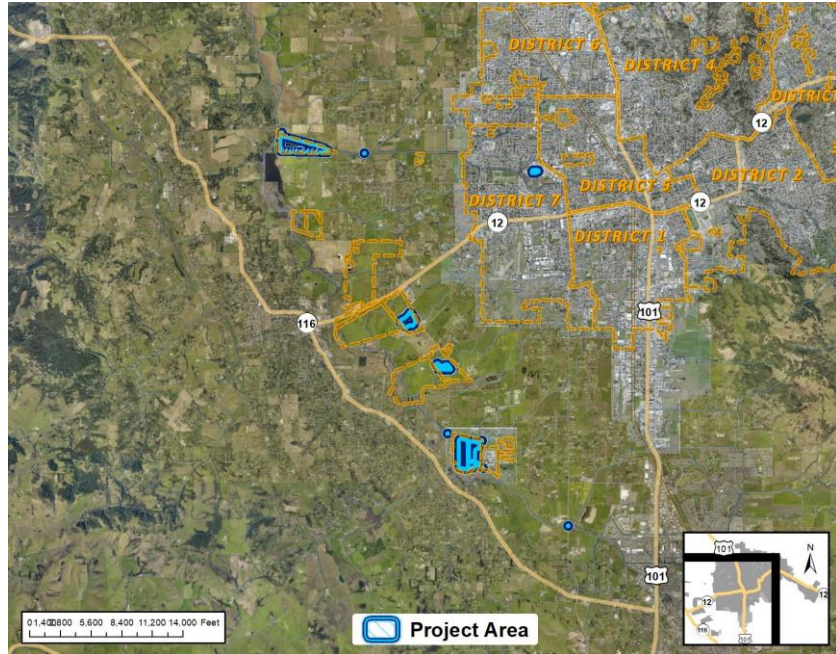 DISTRICT 6
DISTRICT 4
DISTRICT
12
DISTRICT 5
DISTRICT 2
DISTRICT 7
12
12
DISTRICT 1
101
116
101
0 1,400 2,800 5,600 8,400 11,200 14,000 Feet
Project Area
101
N
12
12
116
101